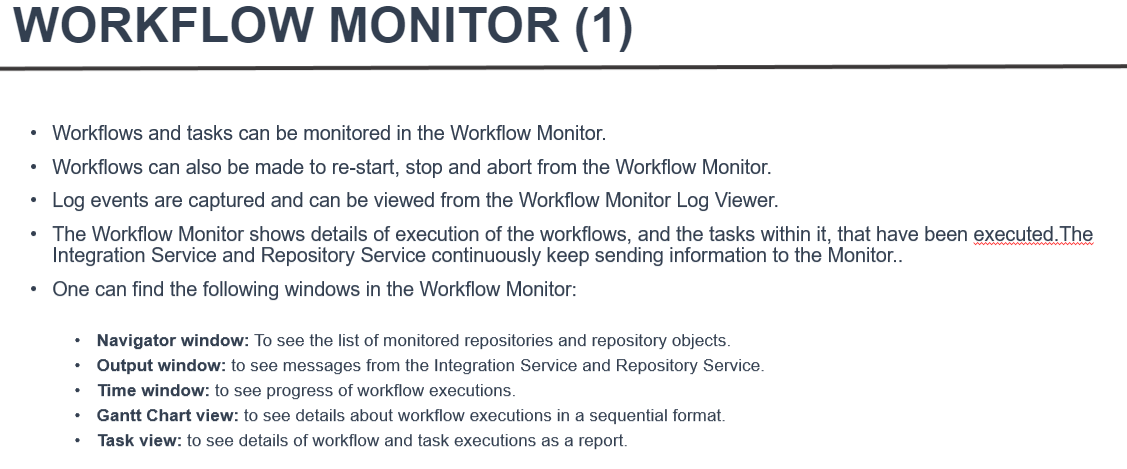 WORKFLOW MONITOR (1)
• Workflows and tasks can be monitored in the Workflow Monitor.
• Workflows can also be made to re-start, stop and abort from the Workflow Monitor.
• Log events are captured and can be viewed from the Workflow Monitor Log Viewer.
• The Workflow Monitor shows details of execution of the workflows, and the tasks within it, that have been executed.The
Integration Service and Repository Service continuously keep sending information to the Monitor..
• One can find the following windows in the Workflow Monitor:
• Navigator window: To see the list of monitored repositories and repository objects.
• Output window: to see messages from the Integration Service and Repository Service.
• Time window: to see progress of workflow executions.
• Gantt Chart view: to see details about workflow executions in a sequential format.
• Task view: to see details of workflow and task executions as a report.